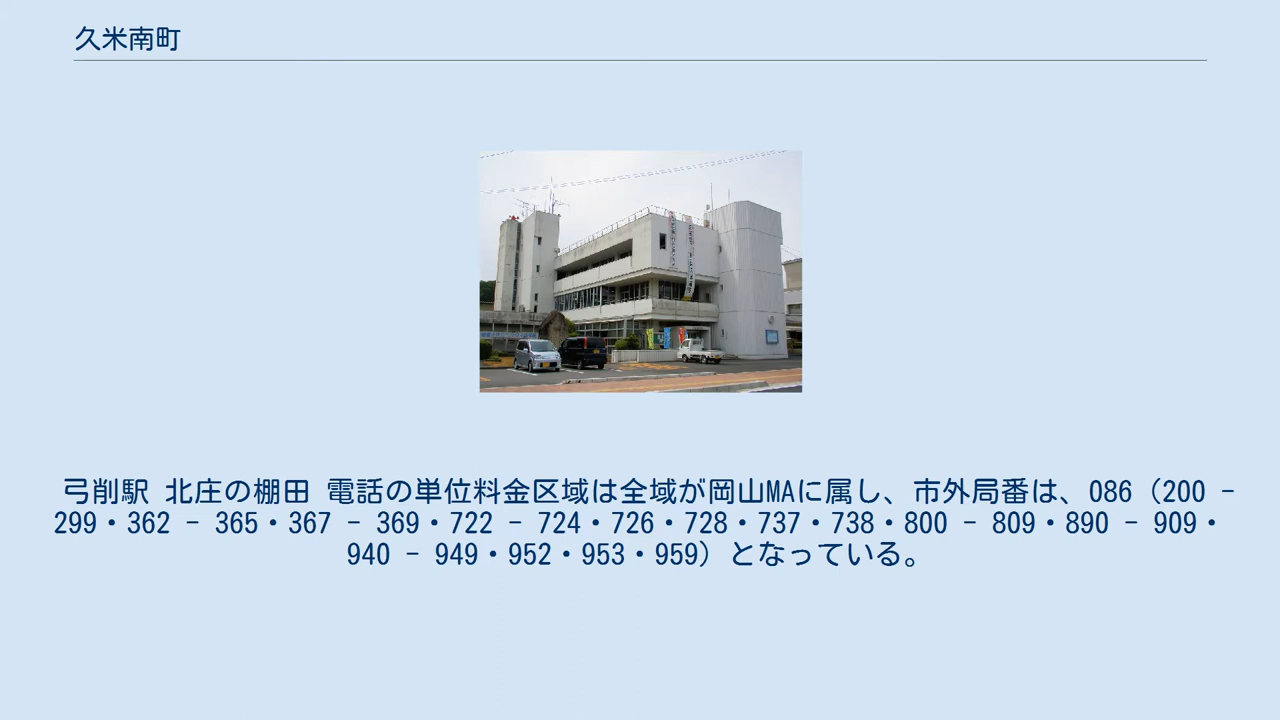 久米南町
弓削駅 北庄の棚田 電話の単位料金区域は全域が岡山MAに属し、市外局番は、086（200 -
299・362 - 365・367 - 369・722 - 724・726・728・737・738・800 - 809・890 - 909・
940 - 949・952・953・959）となっている。